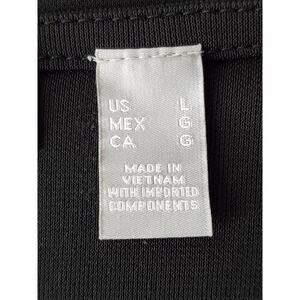 US L
MEX G
CA G
MADE IN
VIETNAM
WITH IMPORTED
COMPONENTS